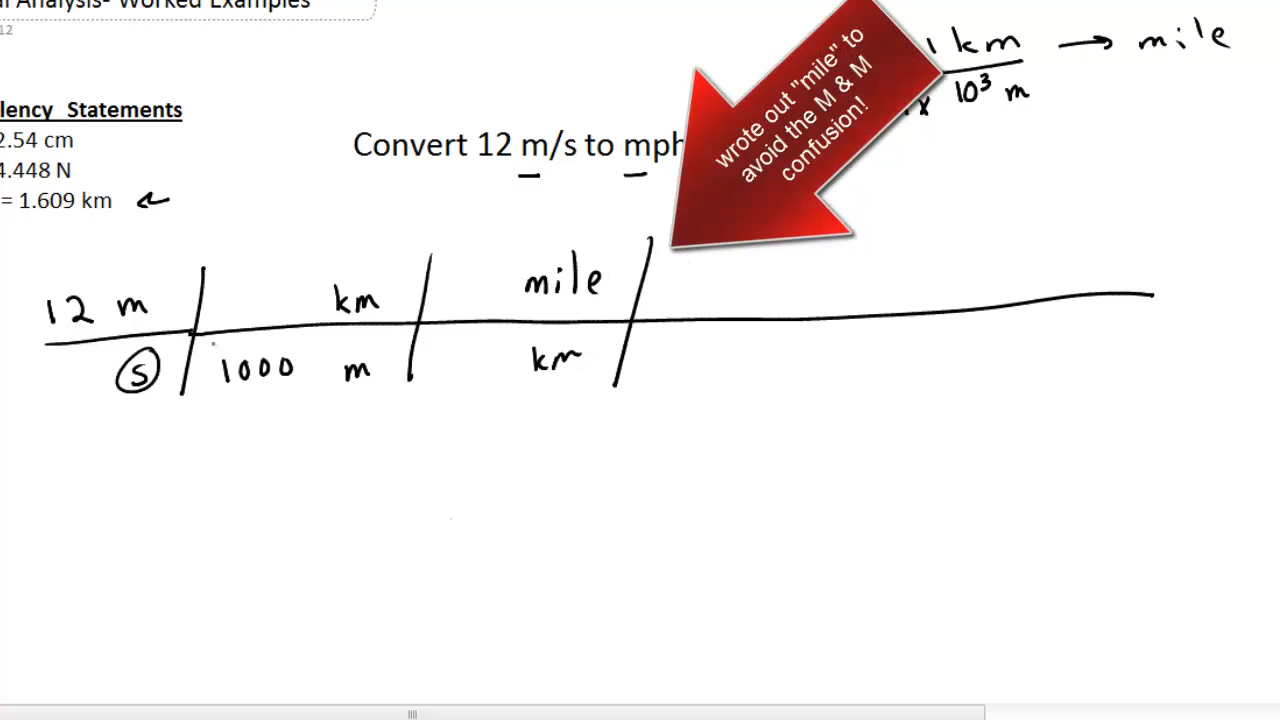 al Analysis- Worked Examples
12
lency Statements
2.54 cm
4.448 N
= 1.609 km
Convert 12 m/s to mph
wrote out "mile" to
avoid the M & M
confusion!
1 km → mile
x 10³ m
12 m km mile
s 1000 m km